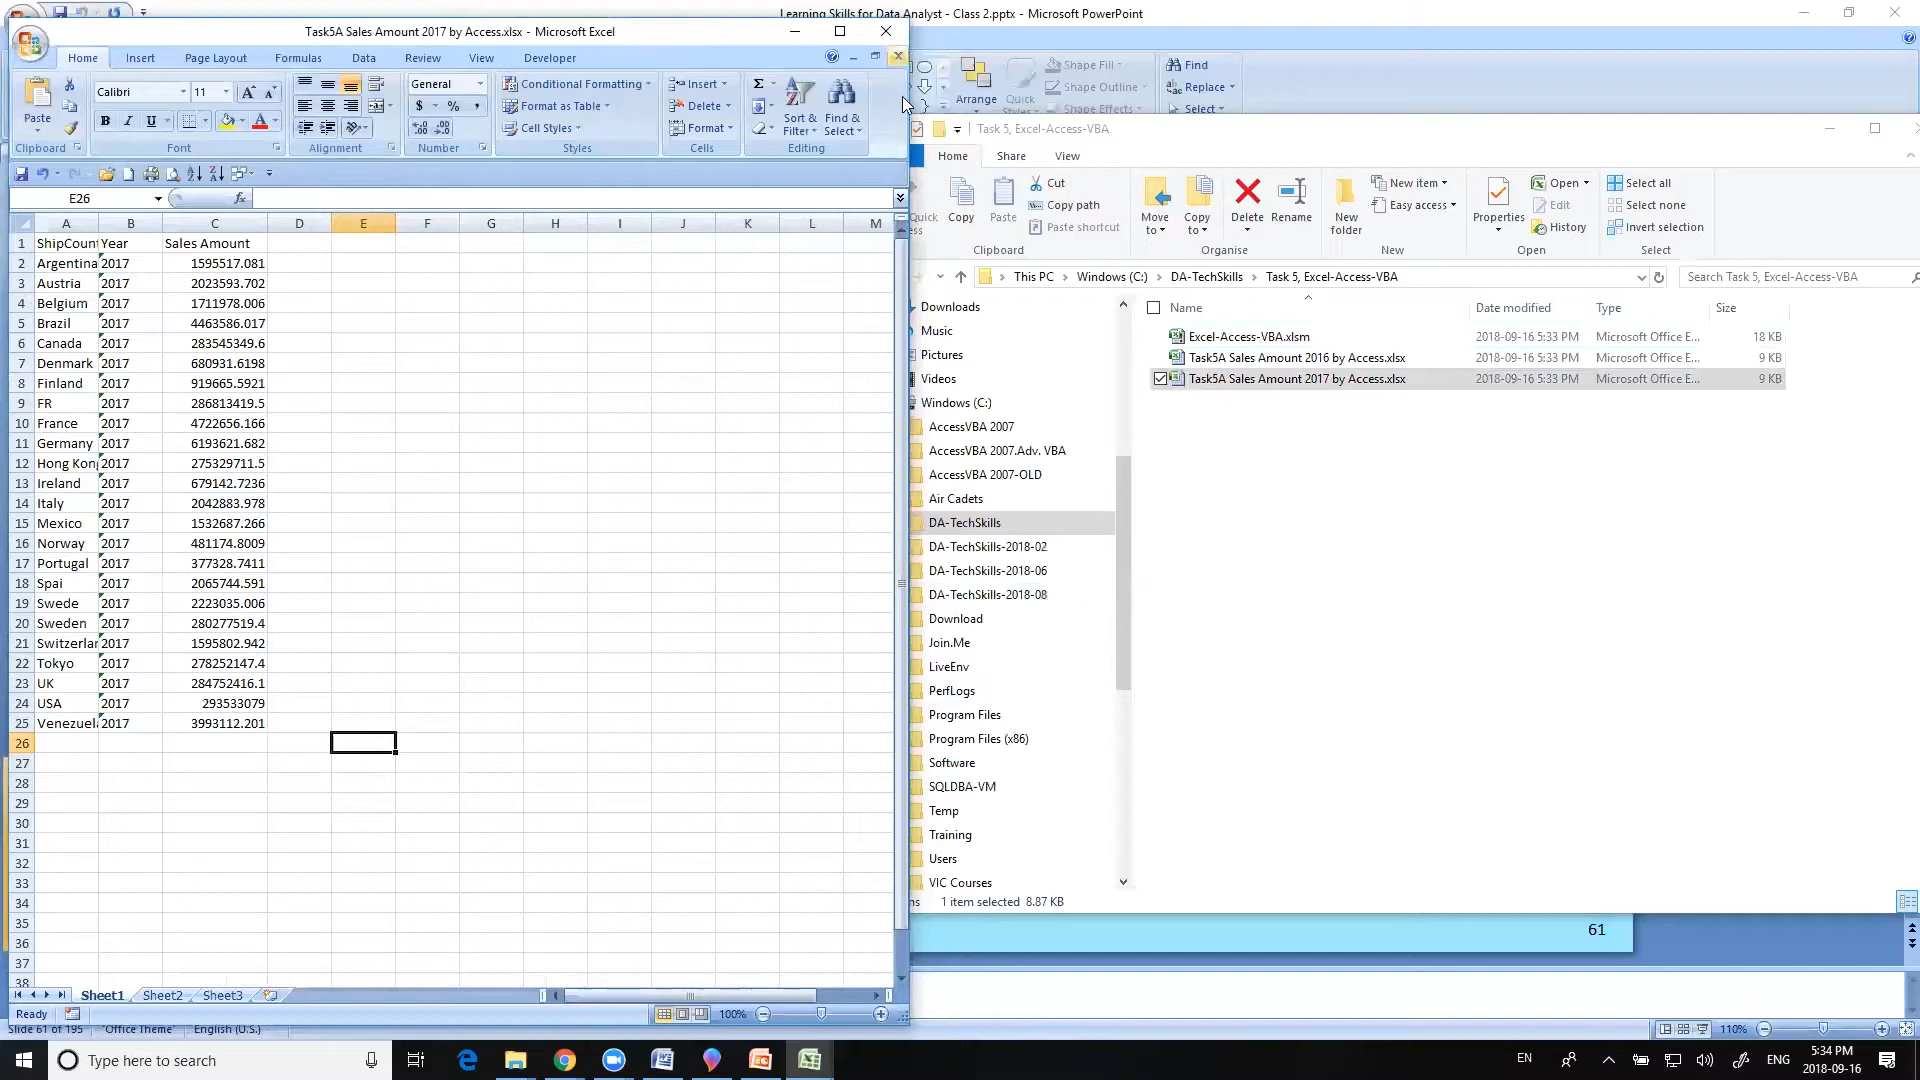 Learning Skills for Data Analyst - Class 2.pptx - Microsoft PowerPoint
Task5A Sales Amount 2017 by Access.xlsx - Microsoft Excel
Home Insert Page Layout Formulas Data Review View Developer
Paste
Clipboard
Calibri 11
B I U
Font
Alignment
General
$ % ,
Number
Conditional Formatting
Format as Table
Cell Styles
Styles
Insert
Delete
Format
Cells
Sort & Filter
Find & Select
Editing
Arrange
Quick
Shape Fill
Shape Outline
Shape Effects
Find
Replace
Select
E26
fx
A B C D E F G H I J K L M
1 ShipCount Year Sales Amount
2 Argentina 2017 1595517.081
3 Austria 2017 2023593.702
4 Belgium 2017 1711978.006
5 Brazil 2017 4463586.017
6 Canada 2017 283545349.6
7 Denmark 2017 680931.6198
8 Finland 2017 919665.5921
9 FR 2017 286813419.5
10 France 2017 4722656.166
11 Germany 2017 6193621.682
12 Hong Kong 2017 275329711.5
13 Ireland 2017 679142.7236
14 Italy 2017 2042883.978
15 Mexico 2017 1532687.266
16 Norway 2017 481174.8009
17 Portugal 2017 377328.7411
18 Spai 2017 2065744.591
19 Swede 2017 2223035.006
20 Sweden 2017 280277519.4
21 Switzerlan 2017 1595802.942
22 Tokyo 2017 278252147.4
23 UK 2017 284752416.1
24 USA 2017 293533079
25 Venezuela 2017 3993112.201
26
27
28
29
30
31
32
33
34
35
36
37
38
Sheet1 Sheet2 Sheet3
Ready 100%
Slide 61 of 195 "Office Theme" English (U.S.)
Task 5, Excel-Access-VBA
Home Share View
Copy
Paste
Cut
Copy path
Paste shortcut
Clipboard
Move to
Copy to
Delete
Rename
Organise
New folder
New item
Easy access
New
Properties
Open
Edit
History
Open
Select all
Select none
Invert selection
Select
This PC Windows (C:) DA-TechSkills Task 5, Excel-Access-VBA
Search Task 5, Excel-Access-VBA
Name Date modified Type Size
Excel-Access-VBA.xlsm 2018-09-16 5:33 PM Microsoft Office E... 18 KB
Task5A Sales Amount 2016 by Access.xlsx 2018-09-16 5:33 PM Microsoft Office E... 9 KB
Task5A Sales Amount 2017 by Access.xlsx 2018-09-16 5:33 PM Microsoft Office E... 9 KB
Downloads
Music
Pictures
Videos
Windows (C:)
AccessVBA 2007
AccessVBA 2007.Adv. VBA
AccessVBA 2007-OLD
Air Cadets
DA-TechSkills
DA-TechSkills-2018-02
DA-TechSkills-2018-06
DA-TechSkills-2018-08
Download
Join.Me
LiveEnv
PerfLogs
Program Files
Program Files (x86)
Software
SQLDBA-VM
Temp
Training
Users
VIC Courses
1 item selected 8.87 KB
61
110%
Type here to search
EN
ENG
5:34 PM
2018-09-16